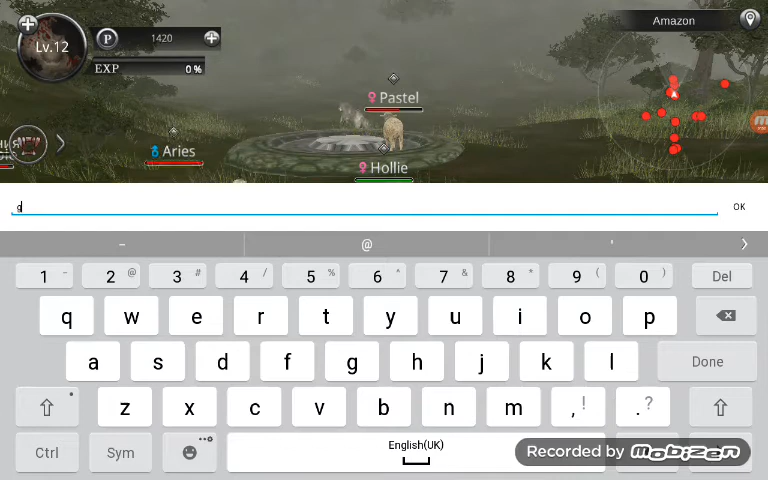 Lv.12
P 1420
EXP 0 %
Amazon
Pastel
Aries
Hollie
g
OK
- @ '
1 - 2 @ 3 # 4 / 5 % 6 ^ 7 & 8 * 9 ( 0 ) Del
q w e r t y u i o p
a s d f g h j k l Done
z x c v b n m , ! . ?
Ctrl Sym English(UK)
Recorded by mobizen